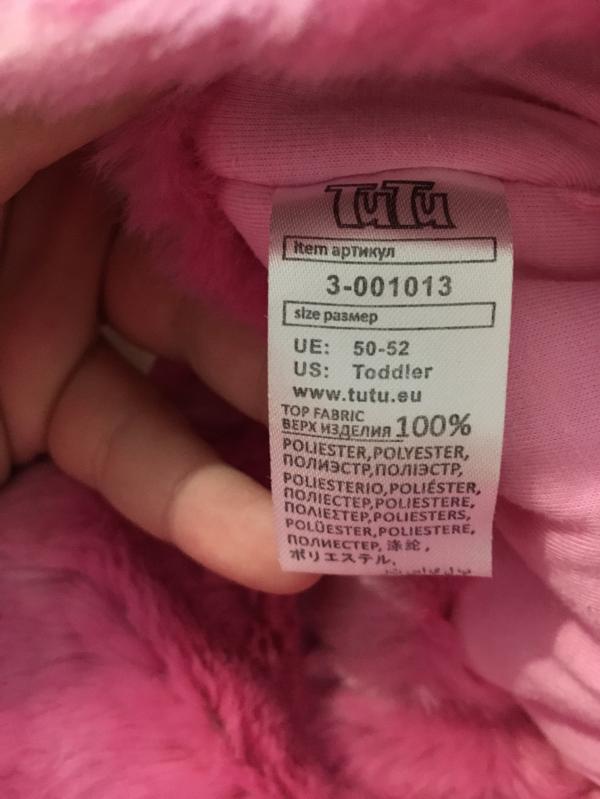 TuTu
item артикул
3-001013
size размер
UE: 50-52
US: Toddler
www.tutu.eu
TOP FABRIC
ВЕРХ ИЗДЕЛИЯ 100%
POLIESTER,POLYESTER,
ПОЛИЭСТР,ПОЛІЭСТР,
POLIESTERIO,POLIÉSTER,
ПОЛІЕСТЕР,POLIESTERE,
ΠΟΛΙΕΣΤΕΡ,POLIESTERS,
POLÜESTER,POLIESTERE,
ПОЛИЕСТЕР, 涤纶,
ポリエステル,